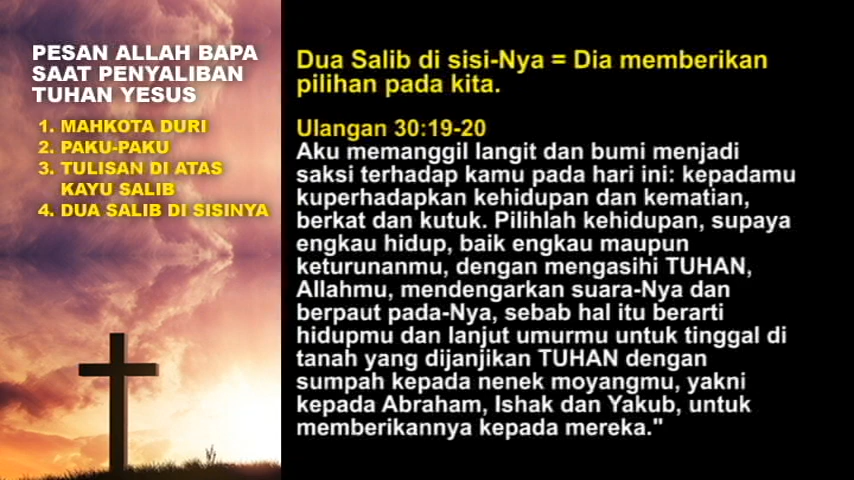 PESAN ALLAH BAPA
SAAT PENYALIBAN
TUHAN YESUS
1. MAHKOTA DURI
2. PAKU-PAKU
3. TULISAN DI ATAS
KAYU SALIB
4. DUA SALIB DI SISINYA
Dua Salib di sisi-Nya = Dia memberikan
pilihan pada kita.
Ulangan 30:19-20
Aku memanggil langit dan bumi menjadi
saksi terhadap kamu pada hari ini: kepadamu
kuperhadapkan kehidupan dan kematian,
berkat dan kutuk. Pilihlah kehidupan, supaya
engkau hidup, baik engkau maupun
keturunanmu, dengan mengasihi TUHAN,
Allahmu, mendengarkan suara-Nya dan
berpaut pada-Nya, sebab hal itu berarti
hidupmu dan lanjut umurmu untuk tinggal di
tanah yang dijanjikan TUHAN dengan
sumpah kepada nenek moyangmu, yakni
kepada Abraham, Ishak dan Yakub, untuk
memberikannya kepada mereka."